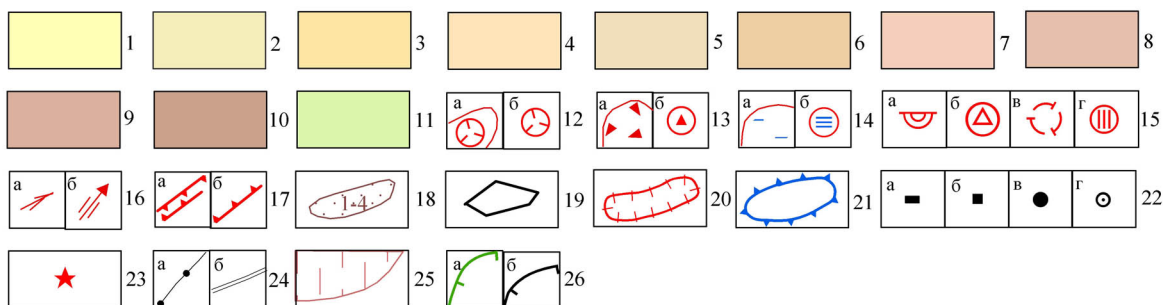 1 2 3 4 5 6 7 8
9 10 11 а б 12 а б 13 а б 14 а б в г 15
а б 16 а б 17 1-4 18 19 20 21 а б в г 22
23 а б 24 25 а б 26